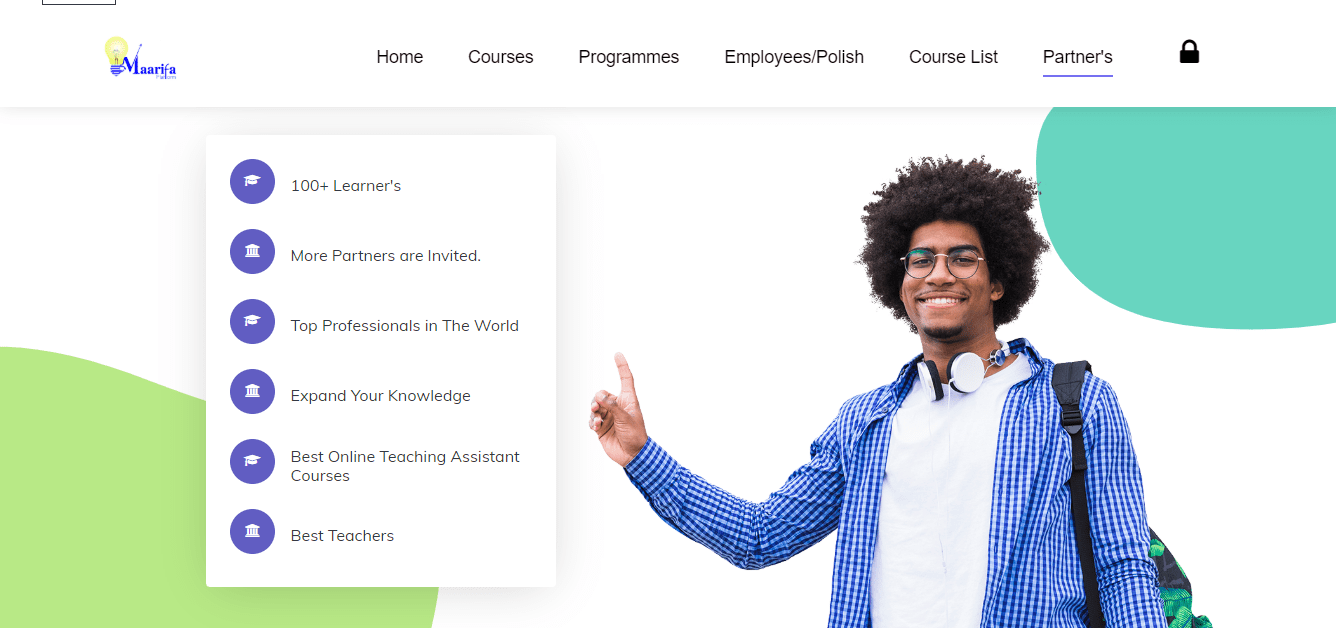 Maarifa
Platform
Home
Courses
Programmes
Employees/Polish
Course List
Partner's
100+ Learner's
More Partners are Invited.
Top Professionals in The World
Expand Your Knowledge
Best Online Teaching Assistant
Courses
Best Teachers